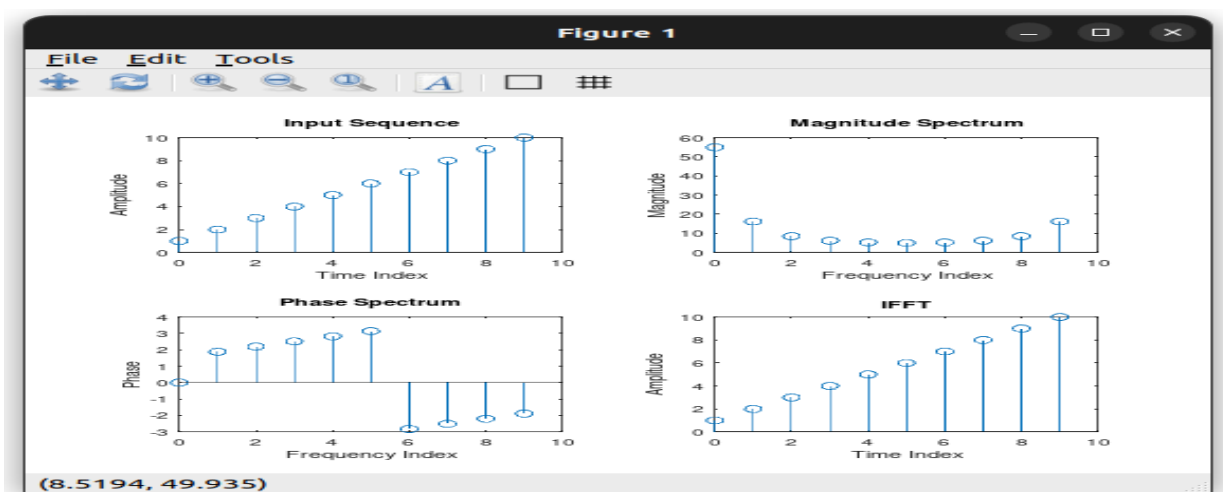 Figure 1
File Edit Tools
A
Input Sequence
10
8
6
4
2
0
Amplitude
0 2 4 6 8 10
Time Index
Magnitude Spectrum
60
50
40
30
20
10
0
Magnitude
0 2 4 6 8 10
Frequency Index
Phase Spectrum
4
3
2
1
0
-1
-2
-3
Phase
0 2 4 6 8 10
Frequency Index
IFFT
10
8
6
4
2
0
Amplitude
0 2 4 6 8 10
Time Index
(8.5194, 49.935)